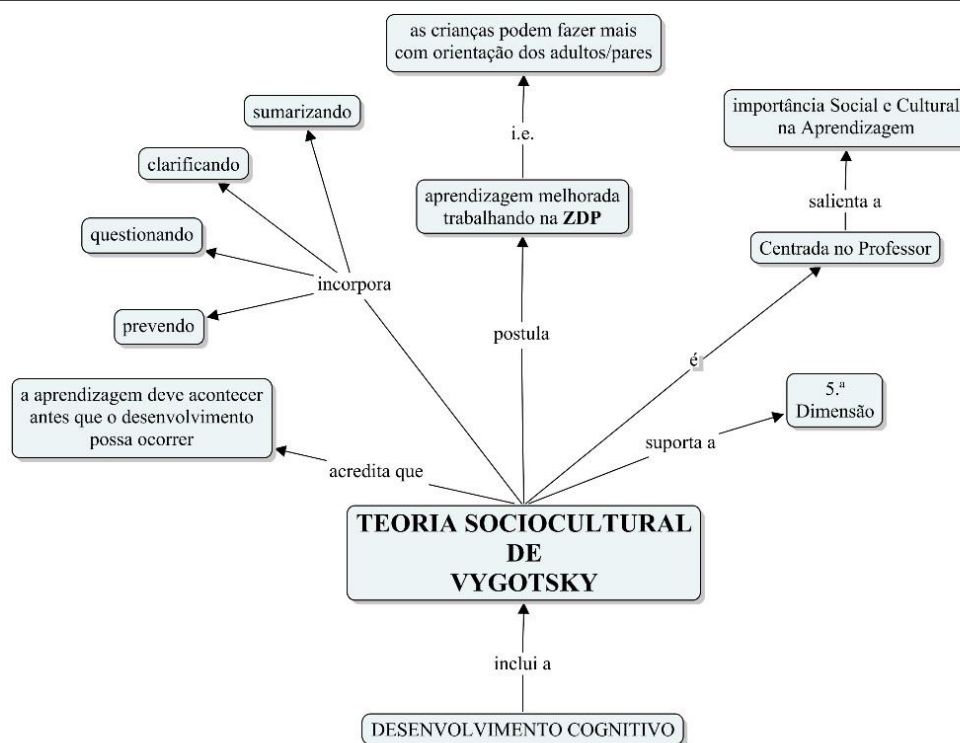 as crianças podem fazer mais
com orientação dos adultos/pares
sumarizando
importância Social e Cultural
na Aprendizagem
i.e.
clarificando
aprendizagem melhorada
trabalhando na ZDP
salienta a
questionando
Centrada no Professor
incorpora
prevendo
postula
é
a aprendizagem deve acontecer
antes que o desenvolvimento
possa ocorrer
5.ª
Dimensão
suporta a
acredita que
TEORIA SOCIOCULTURAL
DE
VYGOTSKY
inclui a
DESENVOLVIMENTO COGNITIVO